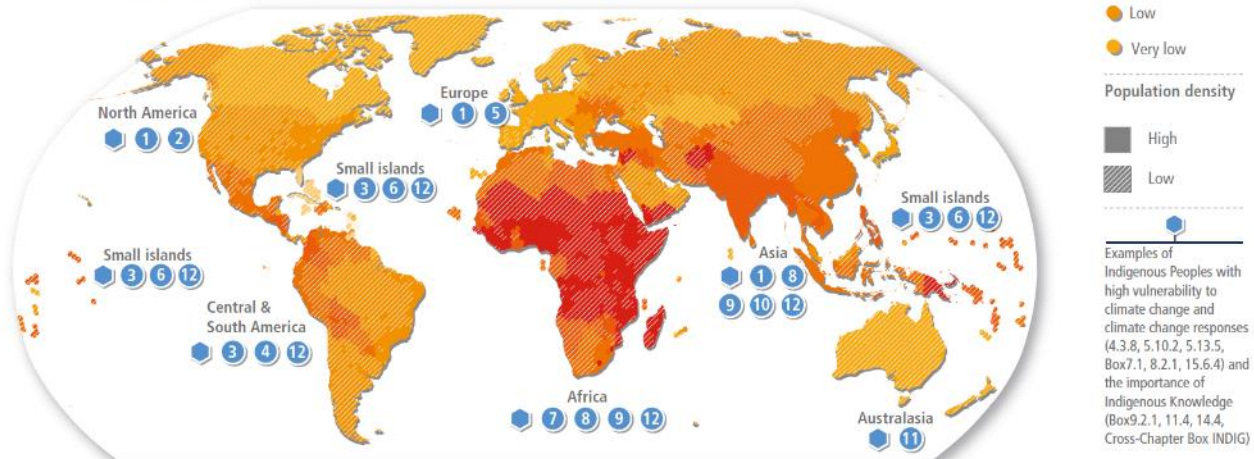 North America
1 2
Europe
1 5
Small islands
3 6 12
Small islands
3 6 12
Central &
South America
3 4 12
Africa
7 8 9 12
Asia
1 8
9 10 12
Small islands
3 6 12
Australasia
11
Low
Very low
Population density
High
Low
Examples of
Indigenous Peoples with
high vulnerability to
climate change and
climate change responses
(4.3.8, 5.10.2, 5.13.5,
Box7.1, 8.2.1, 15.6.4) and
the importance of
Indigenous Knowledge
(Box9.2.1, 11.4, 14.4,
Cross-Chapter Box INDIG)